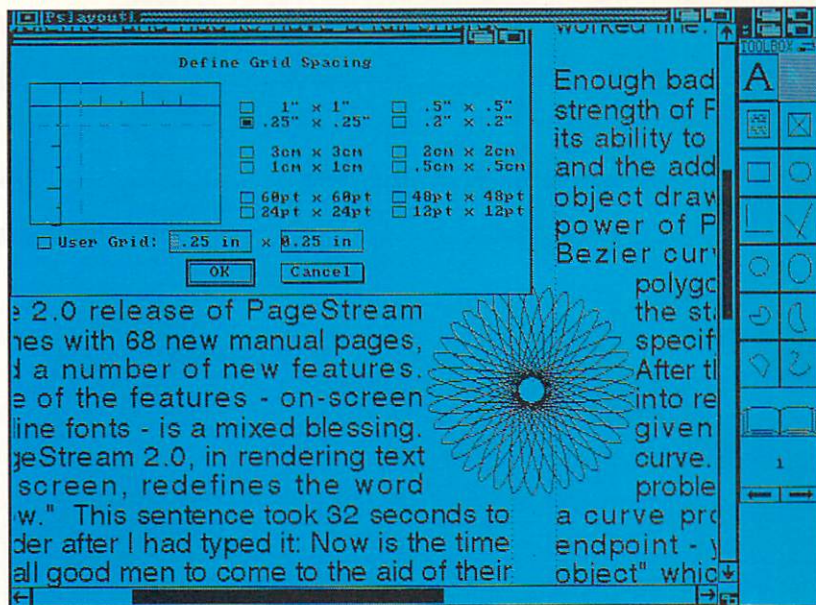 Pslayout1
TOOLBOX
Define Grid Spacing
1" x 1"
.5" x .5"
.25" x .25"
.2" x .2"
3cm x 3cm
2cm x 2cm
1cm x 1cm
.5cm x .5cm
60pt x 60pt
48pt x 48pt
24pt x 24pt
12pt x 12pt
User Grid: .25 in x 0.25 in
OK
Cancel
e 2.0 release of PageStream
nes with 68 new manual pages,
d a number of new features.
e of the features - on-screen
line fonts - is a mixed blessing.
geStream 2.0, in rendering text
screen, redefines the word
w." This sentence took 32 seconds to
der after I had typed it: Now is the time
all good men to come to the aid of their
worked fine.
Enough bad
strength of P
its ability to
and the add
object draw
power of P
Bezier curv
polygo
the sta
specif
After th
into re
given
curve.
proble
a curve pro
endpoint - y
object" whic
A
1